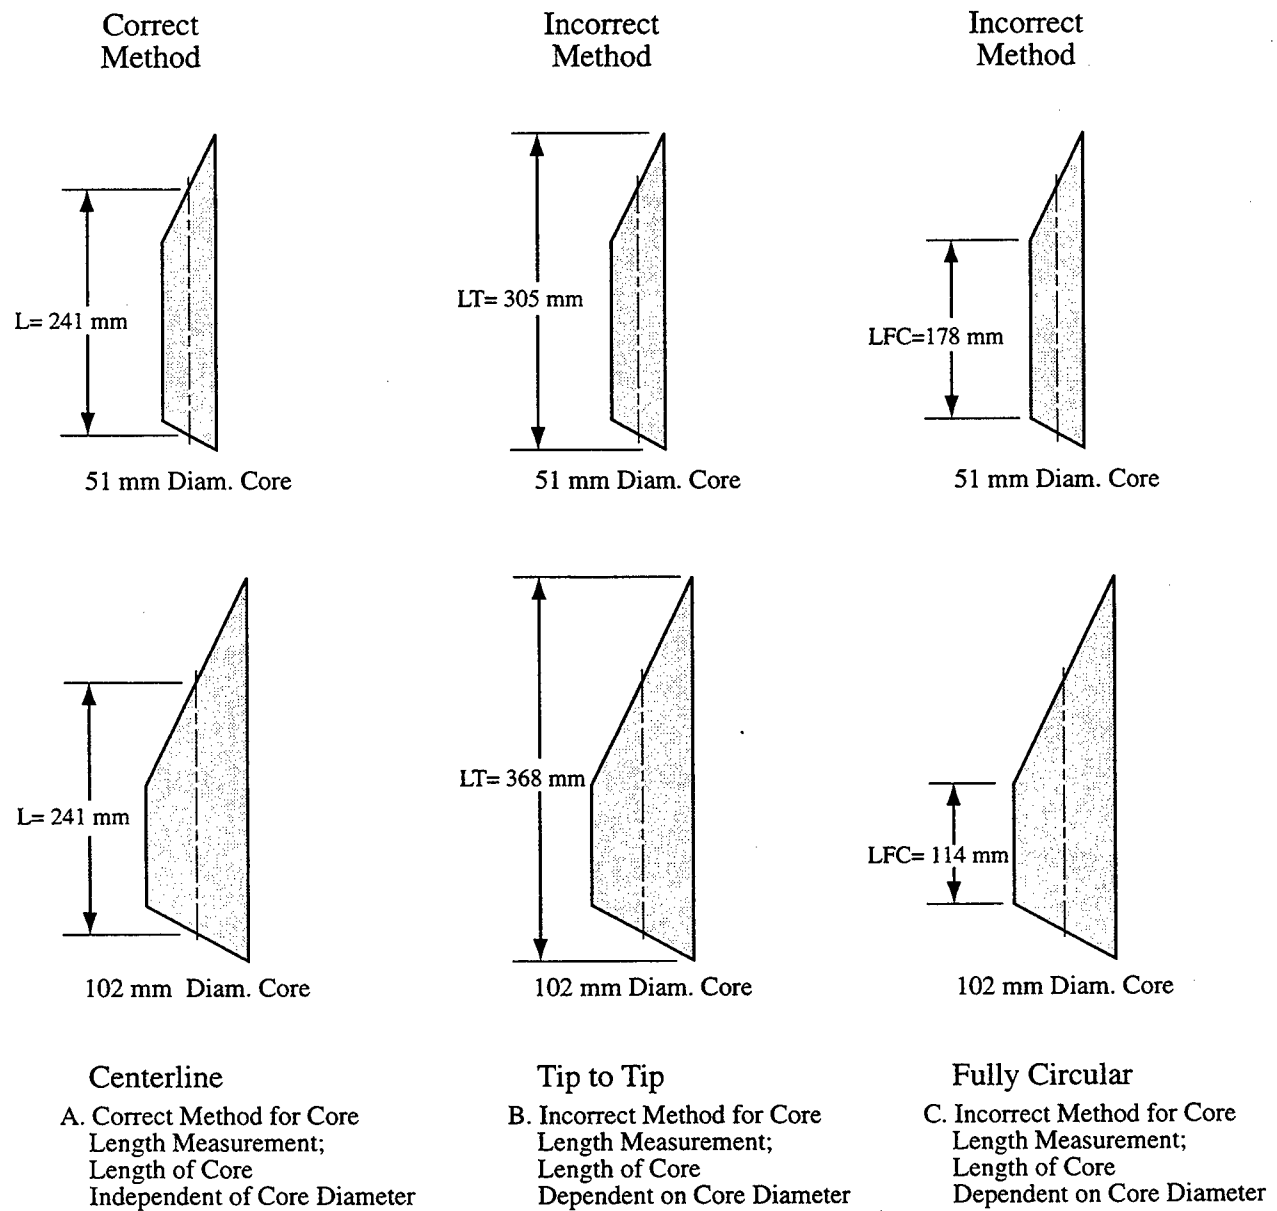 Correct
Method
Incorrect
Method
Incorrect
Method
L= 241 mm
LT= 305 mm
LFC=178 mm
51 mm Diam. Core
51 mm Diam. Core
51 mm Diam. Core
L= 241 mm
LT= 368 mm
LFC= 114 mm
102 mm Diam. Core
102 mm Diam. Core
102 mm Diam. Core
Centerline
A. Correct Method for Core
Length Measurement;
Length of Core
Independent of Core Diameter
Tip to Tip
B. Incorrect Method for Core
Length Measurement;
Length of Core
Dependent on Core Diameter
Fully Circular
C. Incorrect Method for Core
Length Measurement;
Length of Core
Dependent on Core Diameter